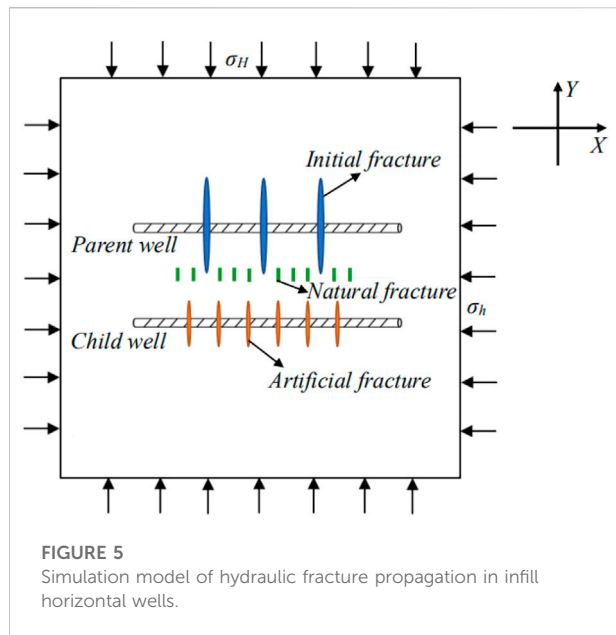 σH
Y
X
Initial fracture
Parent well
Natural fracture
σh
Child well
Artificial fracture
FIGURE 5
Simulation model of hydraulic fracture propagation in infill
horizontal wells.